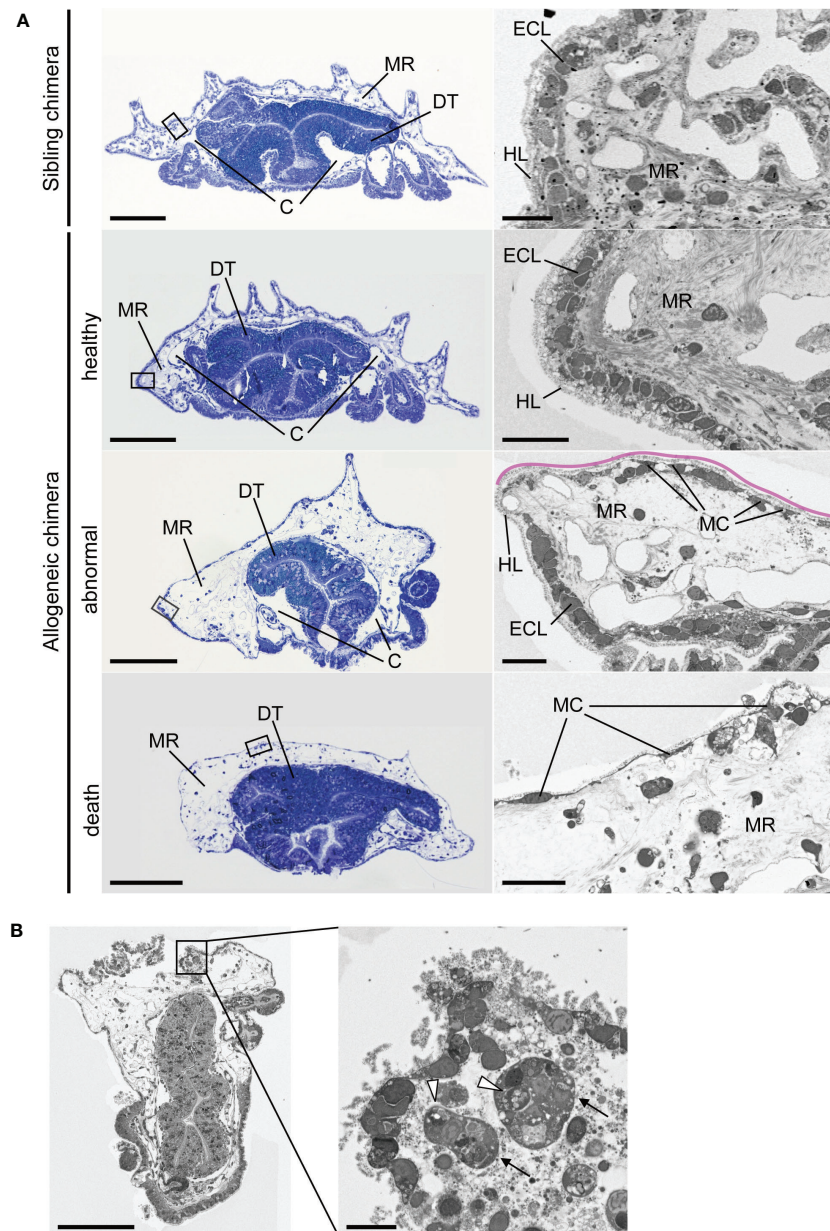 A
Sibling chimera
MR
DT
C
ECL
HL
MR
Allogeneic chimera
healthy
DT
MR
C
ECL
MR
HL
abnormal
DT
MR
C
MR
MC
HL
ECL
death
DT
MR
MC
MR
B